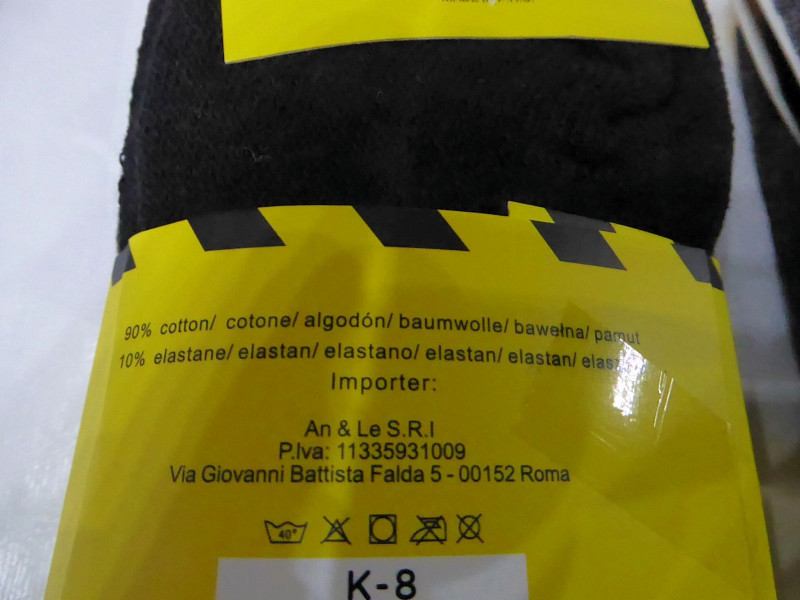 90% cotton/ cotone/ algodón/ baumwolle/ bawełna/ pamut
10% elastane/ elastan/ elastano/ elastan/ elastan/
Importer:
An & Le S.R.I
P.Iva: 11335931009
Via Giovanni Battista Falda 5 - 00152 Roma
40°
K-8